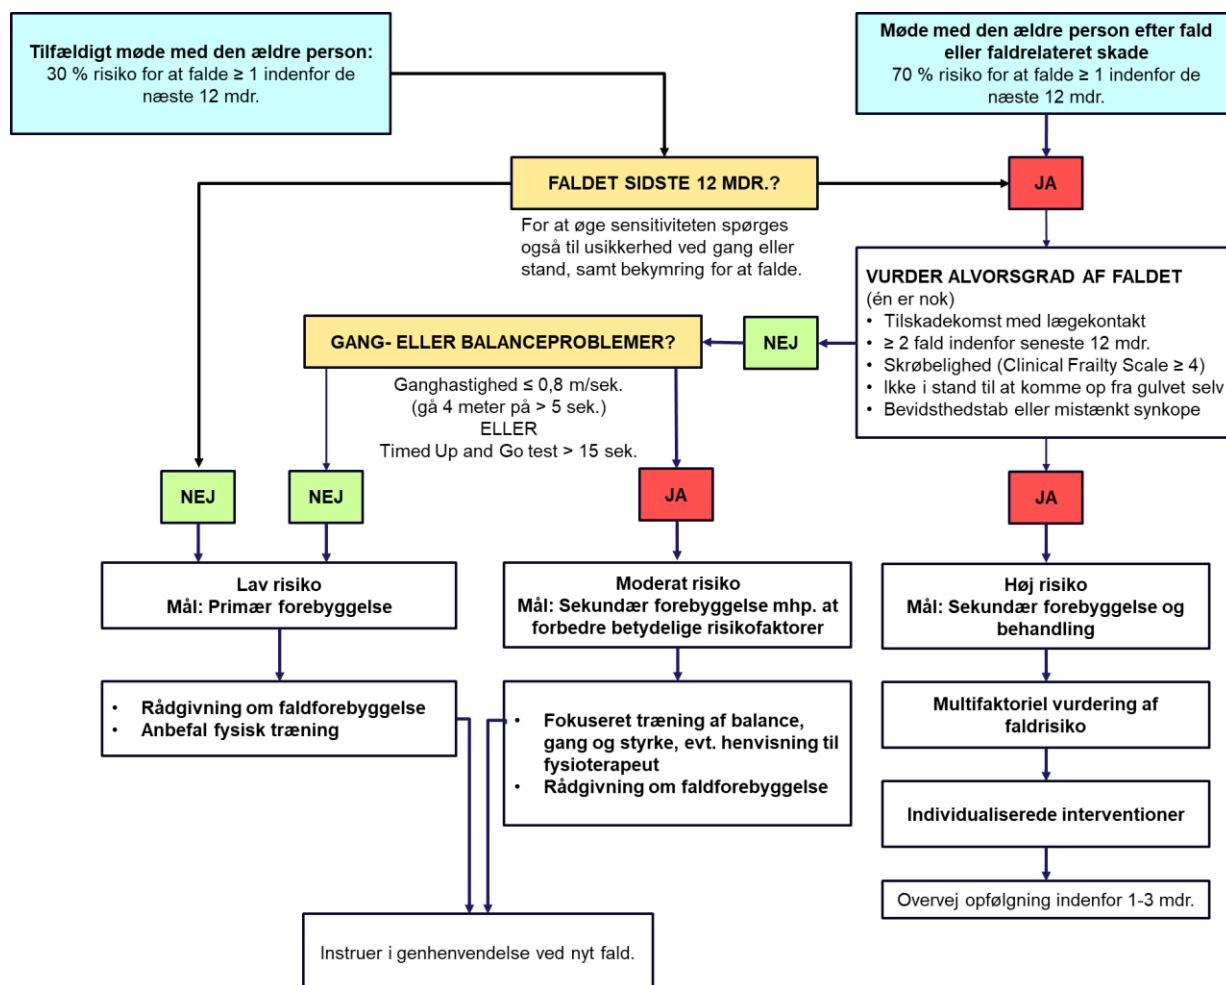 Tilfældigt møde med den ældre person:
30 % risiko for at falde ≥ 1 indenfor de
næste 12 mdr.
Møde med den ældre person efter fald
eller faldrelateret skade
70 % risiko for at falde ≥ 1 indenfor de
næste 12 mdr.
FALDET SIDSTE 12 MDR.?
JA
For at øge sensitiviteten spørges
også til usikkerhed ved gang eller
stand, samt bekymring for at falde.
VURDER ALVORSGRAD AF FALDET
(én er nok)
• Tilskadekomst med lægekontakt
• ≥ 2 fald indenfor seneste 12 mdr.
• Skrøbelighed (Clinical Frailty Scale ≥ 4)
• Ikke i stand til at komme op fra gulvet selv
• Bevidsthedstab eller mistænkt synkope
GANG- ELLER BALANCEPROBLEMER?
NEJ
Ganghastighed ≤ 0,8 m/sek.
(gå 4 meter på > 5 sek.)
ELLER
Timed Up and Go test > 15 sek.
NEJ
NEJ
JA
JA
Lav risiko
Mål: Primær forebyggelse
Moderat risiko
Mål: Sekundær forebyggelse mhp. at
forbedre betydelige risikofaktorer
Høj risiko
Mål: Sekundær forebyggelse og
behandling
• Rådgivning om faldforebyggelse
• Anbefal fysisk træning
• Fokuseret træning af balance,
gang og styrke, evt. henvisning til
fysioterapeut
• Rådgivning om faldforebyggelse
Multifaktoriel vurdering af
faldrisiko
Individualiserede interventioner
Overvej opfølgning indenfor 1-3 mdr.
Instruer i genhenvendelse ved nyt fald.